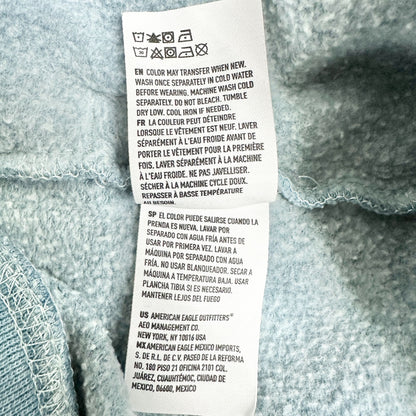 EN COLOR MAY TRANSFER WHEN NEW.
WASH ONCE SEPARATELY IN COLD WATER
BEFORE WEARING. MACHINE WASH COLD
SEPARATELY. DO NOT BLEACH. TUMBLE
DRY LOW. COOL IRON IF NEEDED.
FR LA COULEUR PEUT DÉTEINDRE
LORSQUE LE VÊTEMENT EST NEUF. LAVER
SÉPARÉMENT À L'EAU FROIDE AVANT DE
PORTER LE VÊTEMENT POUR LA PREMIÈRE
FOIS. LAVER SÉPARÉMENT À LA MACHINE
À L'EAU FROIDE. NE PAS JAVELLISER.
SÉCHER À LA MACHINE CYCLE DOUX.
REPASSER À BASSE TEMPÉRATURE
AU BESOIN.
SP EL COLOR PUEDE SALIRSE CUANDO LA
PRENDA ES NUEVA. LAVAR POR
SEPARADO CON AGUA FRÍA ANTES DE
USAR POR PRIMERA VEZ. LAVAR A
MÁQUINA POR SEPARADO CON AGUA
FRÍA. NO USAR BLANQUEADOR. SECAR A
MÁQUINA A TEMPERATURA BAJA. USAR
PLANCHA TIBIA SI ES NECESARIO.
MANTENER LEJOS DEL FUEGO
US AMERICAN EAGLE OUTFITTERS®
AEO MANAGEMENT CO.
NEW YORK, NY 10016 USA
MX AMERICAN EAGLE MEXICO IMPORTS,
S. DE R.L. DE C.V. PASEO DE LA REFORMA
NO. 180 PISO 21 OFICINA 2101 COL.
JUÁREZ, CUAUHTÉMOC, CIUDAD DE
MEXICO, 06600, MEX